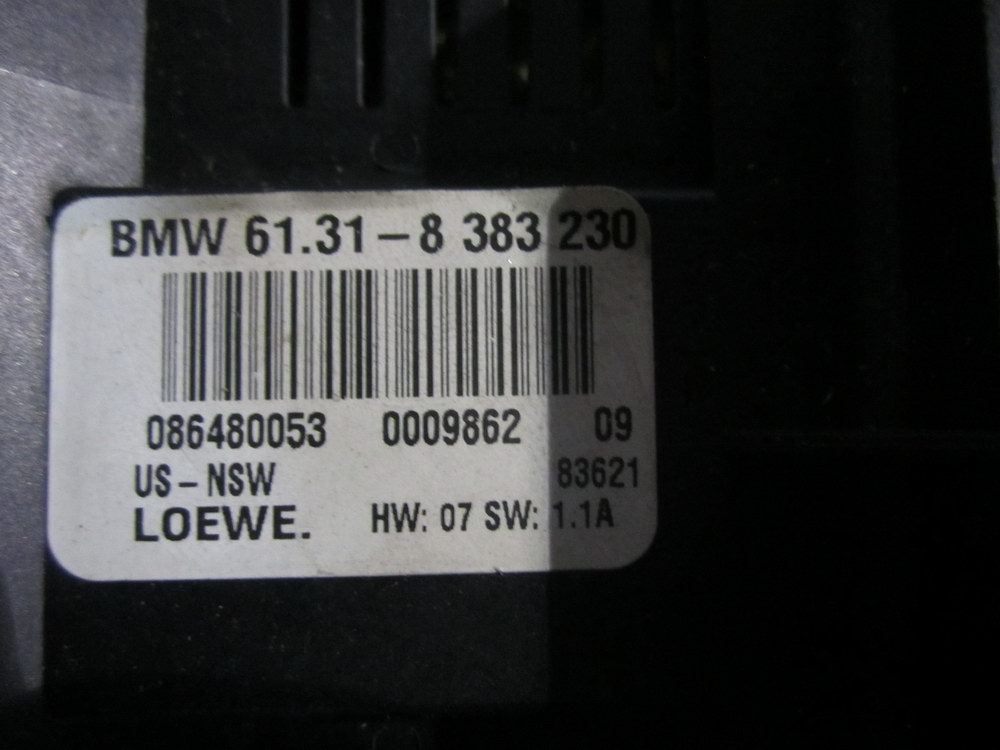 BMW 61.31-8 383 230
086480053 0009862 09
US-NSW 83621
LOEWE. HW: 07 SW: 1.1A